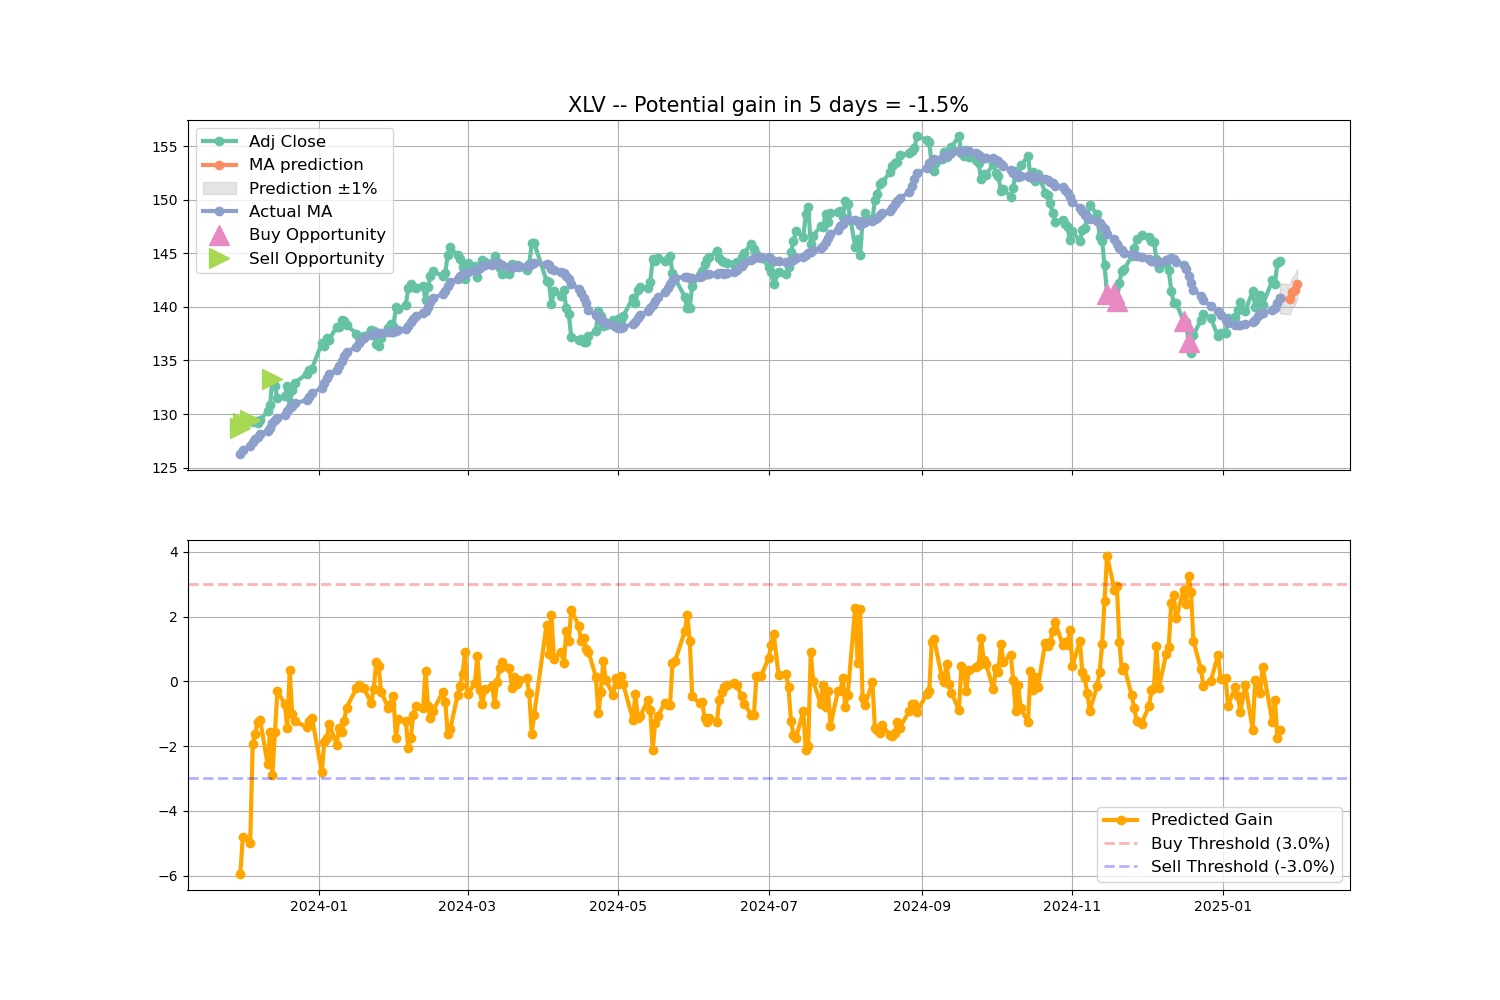 XLV -- Potential gain in 5 days = -1.5%
155
150
145
140
135
130
125
Adj Close
MA prediction
Prediction ±1%
Actual MA
Buy Opportunity
Sell Opportunity
4
2
0
−2
−4
−6
Predicted Gain
Buy Threshold (3.0%)
Sell Threshold (-3.0%)
2024-01
2024-03
2024-05
2024-07
2024-09
2024-11
2025-01